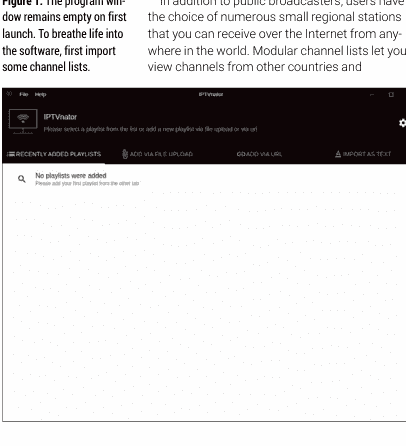 Figure 1: The program win-
dow remains empty on first
launch. To breathe life into
the software, first import
some channel lists.
In addition to public broadcasters, users have
the choice of numerous small regional stations
that you can receive over the Internet from any-
where in the world. Modular channel lists let you
view channels from other countries and
File Help IPTVnator
IPTVnator
Please select a playlist from the list or add a new playlist via file upload or via url
RECENTLY ADDED PLAYLISTS ADD VIA FILE UPLOAD ADD VIA URL IMPORT AS TEXT
No playlists were added
Please add your first playlist from the other tab